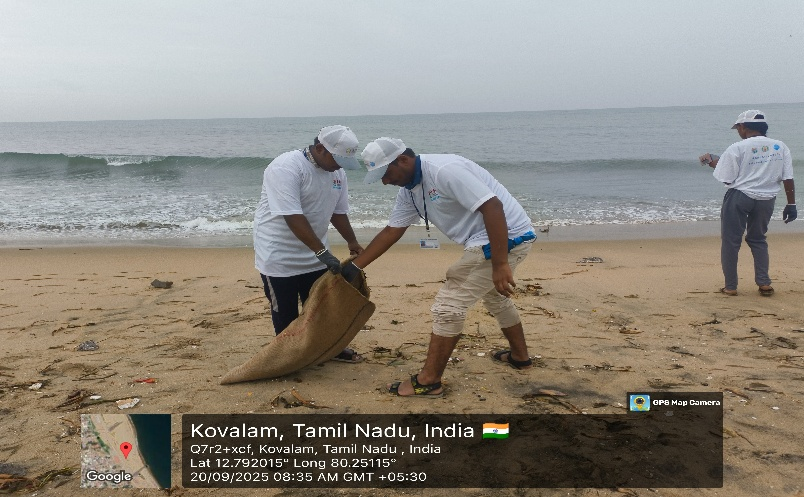 GPS Map Camera
Kovalam, Tamil Nadu, India
Q7r2+xcf, Kovalam, Tamil Nadu , India
Lat 12.792015° Long 80.25115°
20/09/2025 08:35 AM GMT +05:30
Google